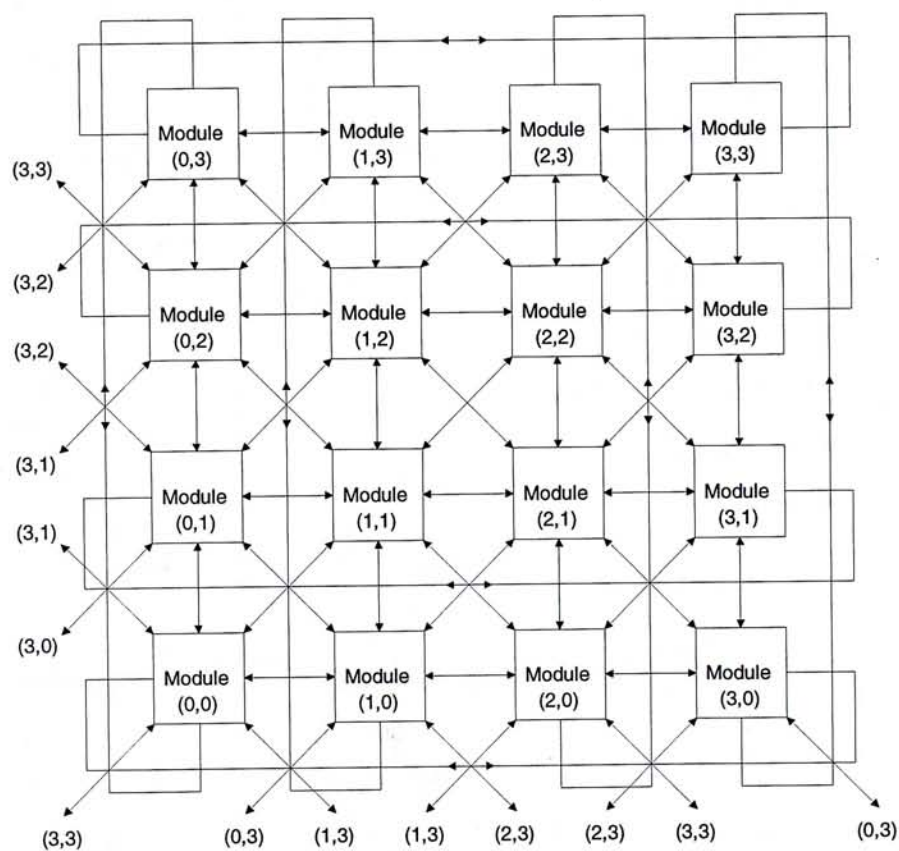 Module Module Module Module
(0,3) (1,3) (2,3) (3,3)
(3,3)
(3,2)
Module Module Module Module
(0,2) (1,2) (2,2) (3,2)
(3,2)
(3,1)
Module Module Module Module
(0,1) (1,1) (2,1) (3,1)
(3,1)
(3,0)
Module Module Module Module
(0,0) (1,0) (2,0) (3,0)
(3,3) (0,3) (1,3) (1,3) (2,3) (2,3) (3,3) (0,3)